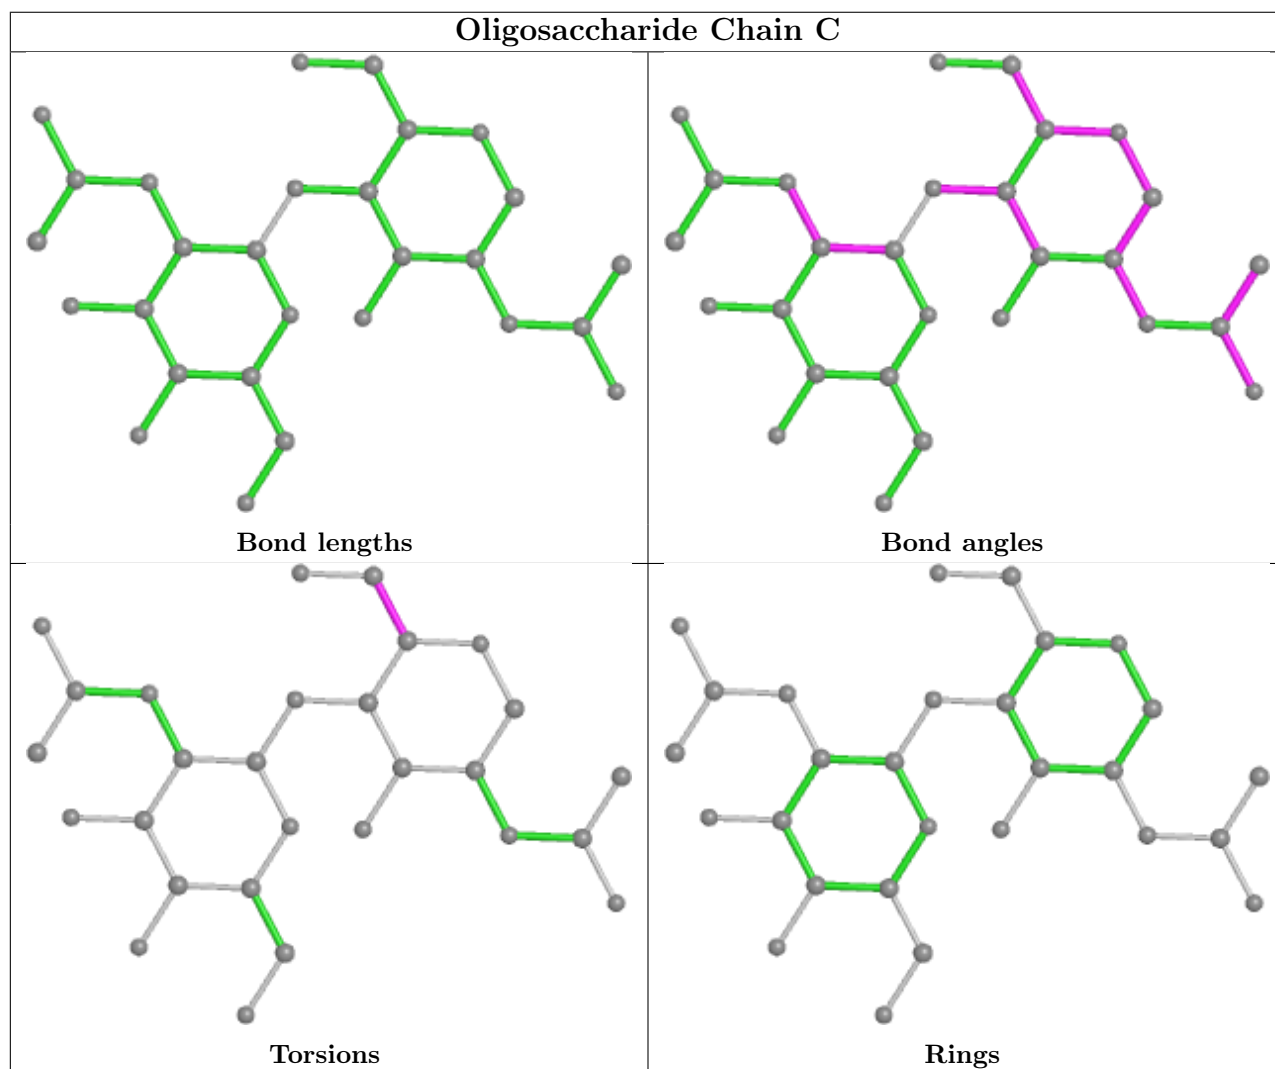 Oligosaccharide Chain C
Bond lengths
Bond angles
Torsions
Rings